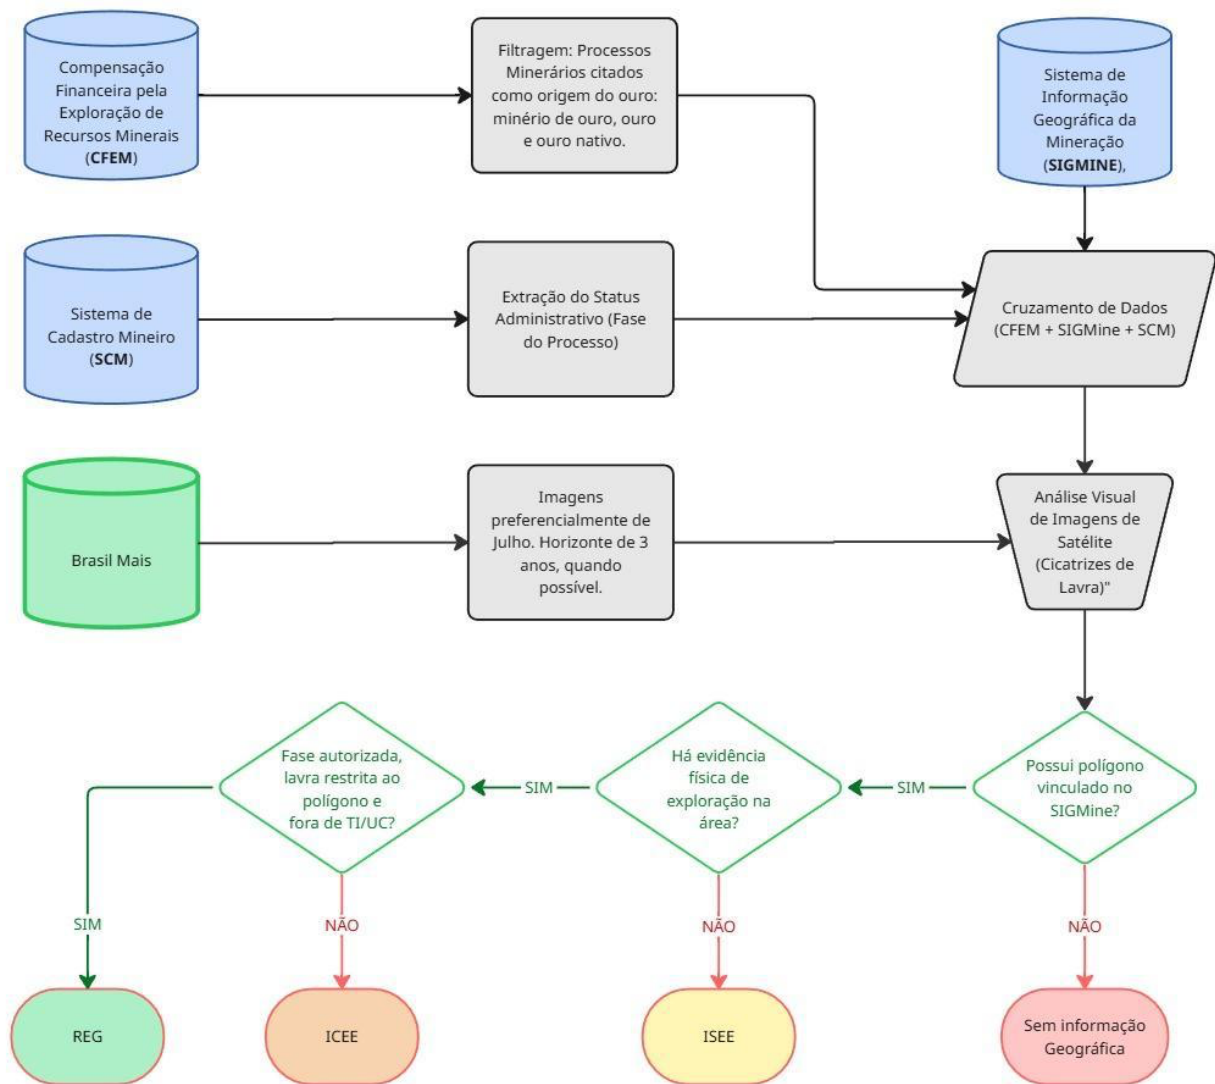 Compensação
Financeira pela
Exploração de
Recursos Minerais
(CFEM)
Filtragem: Processos
Minerários citados
como origem do ouro:
minério de ouro, ouro
e ouro nativo.
Sistema de
Informação
Geográfica da
Mineração
(SIGMINE),
Sistema de
Cadastro Mineiro
(SCM)
Extração do Status
Administrativo (Fase
do Processo)
Cruzamento de Dados
(CFEM + SIGMine + SCM)
Brasil Mais
Imagens
preferencialmente de
Julho. Horizonte de 3
anos, quando
possível.
Análise Visual
de Imagens de
Satélite
(Cicatrizes de
Lavra)"
Fase autorizada,
lavra restrita ao
polígono e
fora de TI/UC?
SIM
Há evidência
física de
exploração na
área?
SIM
Possui polígono
vinculado no
SIGMine?
SIM
NÃO
NÃO
NÃO
REG
ICEE
ISEE
Sem informação
Geográfica